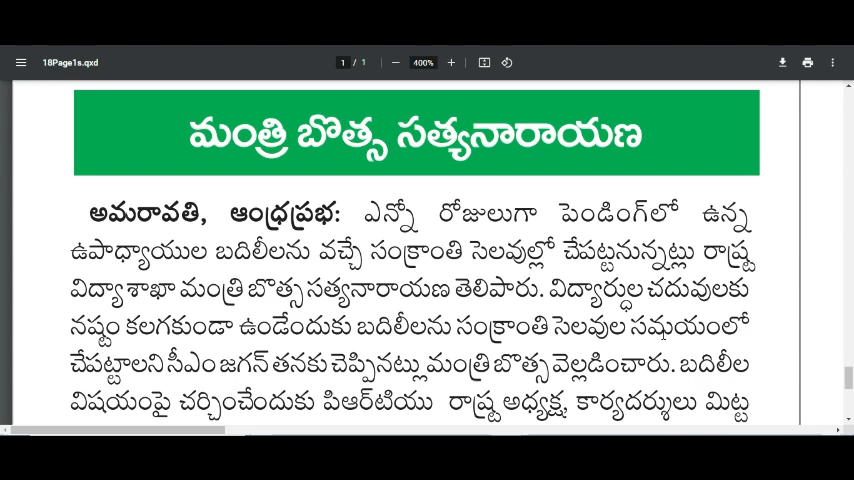 18Page1s.qxd
1 / 1
400%
మంత్రి బొత్స సత్యనారాయణ
అమరావతి, ఆంధ్రప్రభ: ఎన్నో రోజులుగా పెండింగ్‌లో ఉన్న
ఉపాధ్యాయుల బదిలీలను వచ్చే సంక్రాంతి సెలవుల్లో చేపట్టనున్నట్లు రాష్ట్ర
విద్యాశాఖా మంత్రి బొత్స సత్యనారాయణ తెలిపారు. విద్యార్థుల చదువులకు
నష్టం కలగకుండా ఉండేందుకు బదిలీలను సంక్రాంతి సెలవుల సమయంలో
చేపట్టాలని సీఎం జగన్ తనకు చెప్పినట్లు మంత్రి బొత్స వెల్లడించారు. బదిలీల
విషయంపై చర్చించేందుకు పిఆర్‌టియు రాష్ట్ర అధ్యక్ష, కార్యదర్శులు మిట్ట